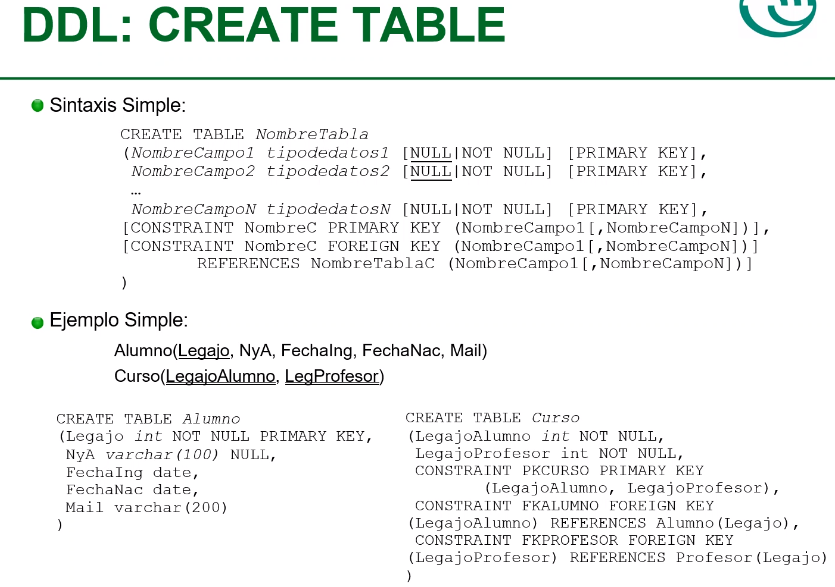 DDL: CREATE TABLE
Sintaxis Simple:
CREATE TABLE NombreTabla
(NombreCampo1 tipodedatos1 [NULL|NOT NULL] [PRIMARY KEY],
NombreCampo2 tipodedatos2 [NULL|NOT NULL] [PRIMARY KEY],
…
NombreCampoN tipodedatosN [NULL|NOT NULL] [PRIMARY KEY],
[CONSTRAINT NombreC PRIMARY KEY (NombreCampo1[,NombreCampoN])],
[CONSTRAINT NombreC FOREIGN KEY (NombreCampo1[,NombreCampoN])]
REFERENCES NombreTablaC (NombreCampo1[,NombreCampoN])]
)
Ejemplo Simple:
Alumno(Legajo, NyA, FechaIng, FechaNac, Mail)
Curso(LegajoAlumno, LegProfesor)
CREATE TABLE Alumno
(Legajo int NOT NULL PRIMARY KEY,
NyA varchar(100) NULL,
FechaIng date,
FechaNac date,
Mail varchar(200)
)
CREATE TABLE Curso
(LegajoAlumno int NOT NULL,
LegajoProfesor int NOT NULL,
CONSTRAINT PKCURSO PRIMARY KEY
(LegajoAlumno, LegajoProfesor),
CONSTRAINT FKALUMNO FOREIGN KEY
(LegajoAlumno) REFERENCES Alumno(Legajo),
CONSTRAINT FKPROFESOR FOREIGN KEY
(LegajoProfesor) REFERENCES Profesor(Legajo)
)